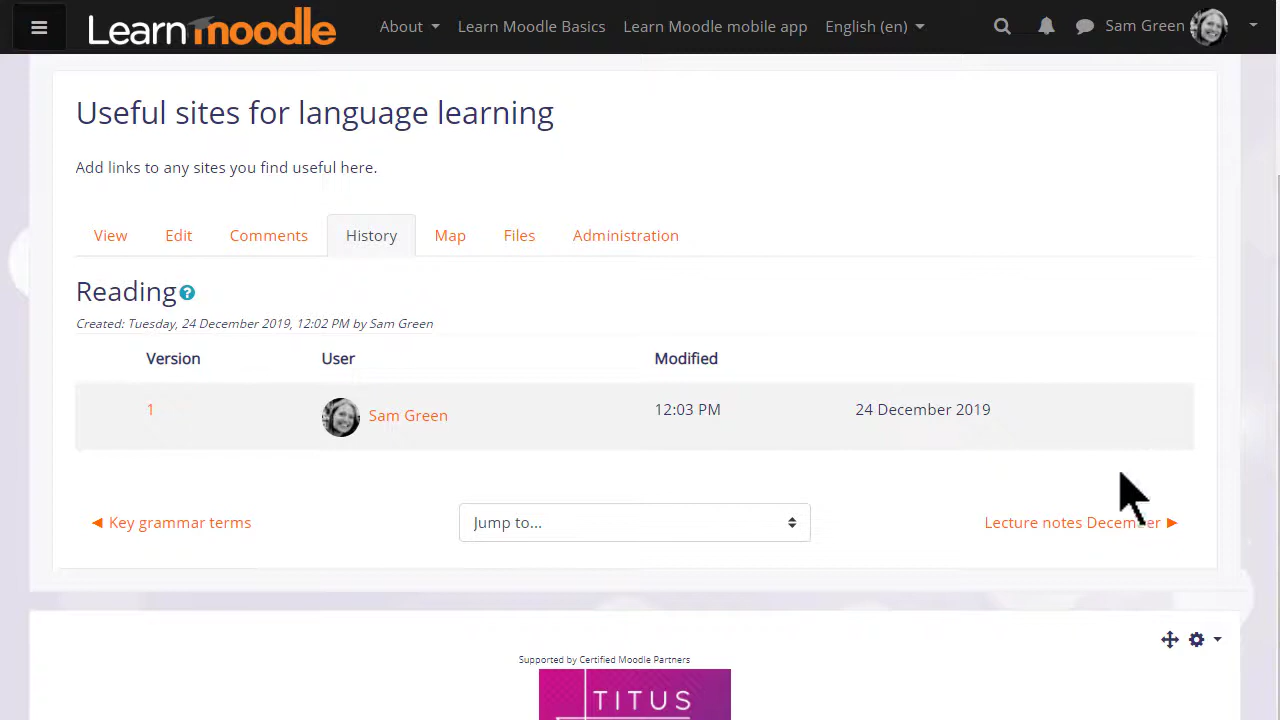 Learn moodle About Learn Moodle Basics Learn Moodle mobile app English (en) Sam Green
Useful sites for language learning
Add links to any sites you find useful here.
View Edit Comments History Map Files Administration
Reading
Created: Tuesday, 24 December 2019, 12:02 PM by Sam Green
Version User Modified
1 Sam Green 12:03 PM 24 December 2019
◀ Key grammar terms Jump to... Lecture notes December ▶
Supported by Certified Moodle Partners
TITUS